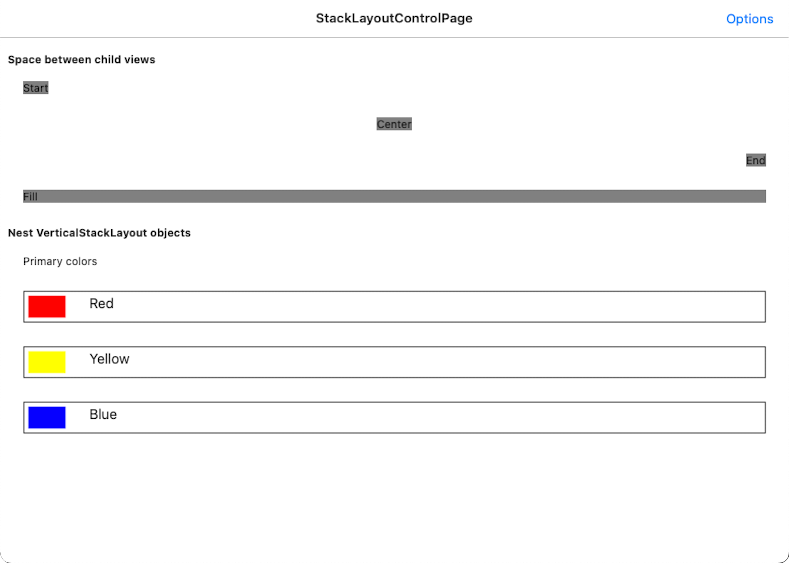 StackLayoutControlPage
Options
Space between child views
Start
Center
End
Fill
Nest VerticalStackLayout objects
Primary colors
Red
Yellow
Blue